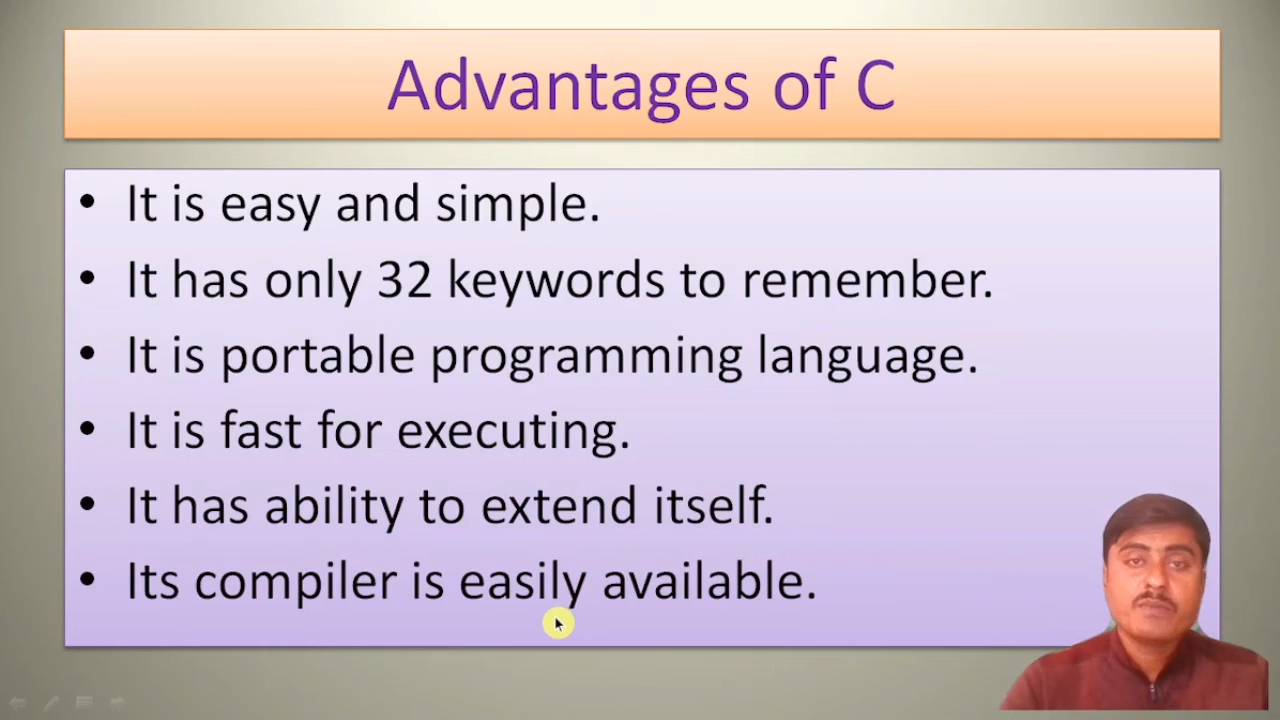 Advantages of C
• It is easy and simple.
• It has only 32 keywords to remember.
• It is portable programming language.
• It is fast for executing.
• It has ability to extend itself.
• Its compiler is easily available.